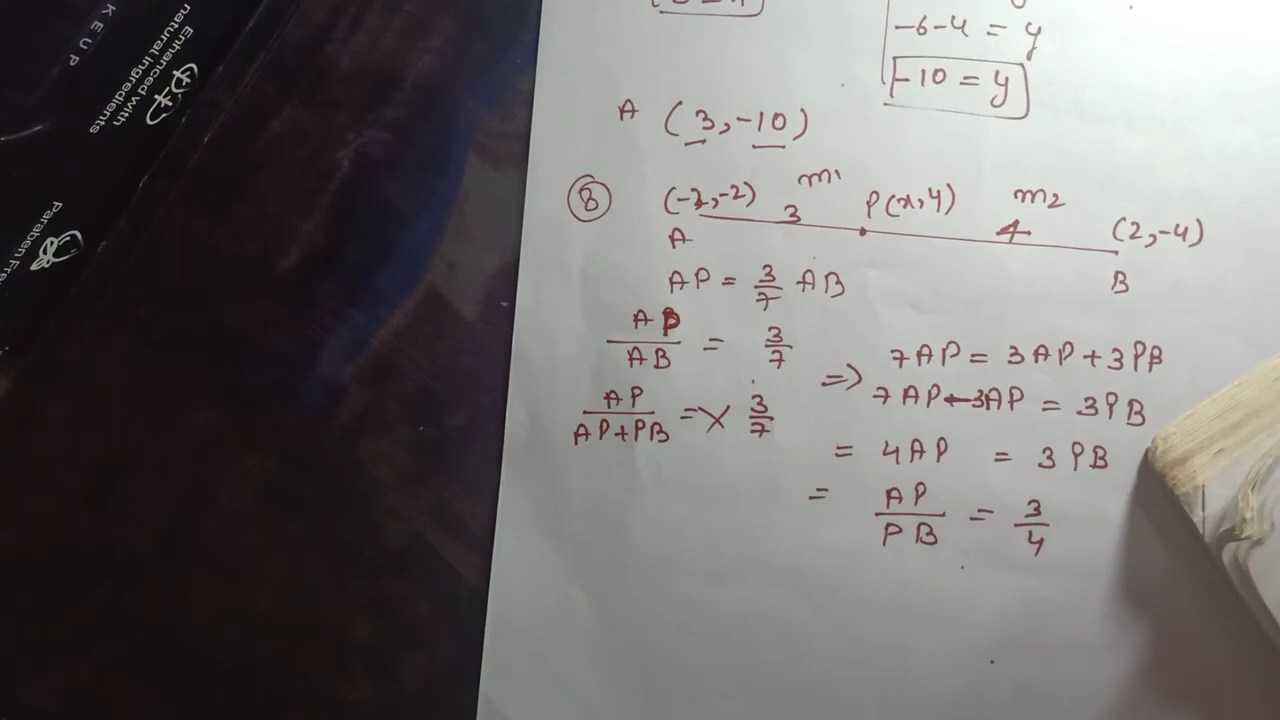 KEUP
Enhanced with
natural ingredients
Paraben Fre
-6-4 = y
-10 = y
A (3,-10)
8 (-2,-2) m1 P(x,y) m2 (2,-4)
3 4
A B
AP = 3/7 AB
AP/AB = 3/7
AP/AP+PB = 3/7
=> 7AP = 3AP+3PB
7AP-3AP = 3PB
= 4AP = 3PB
= AP/PB = 3/4